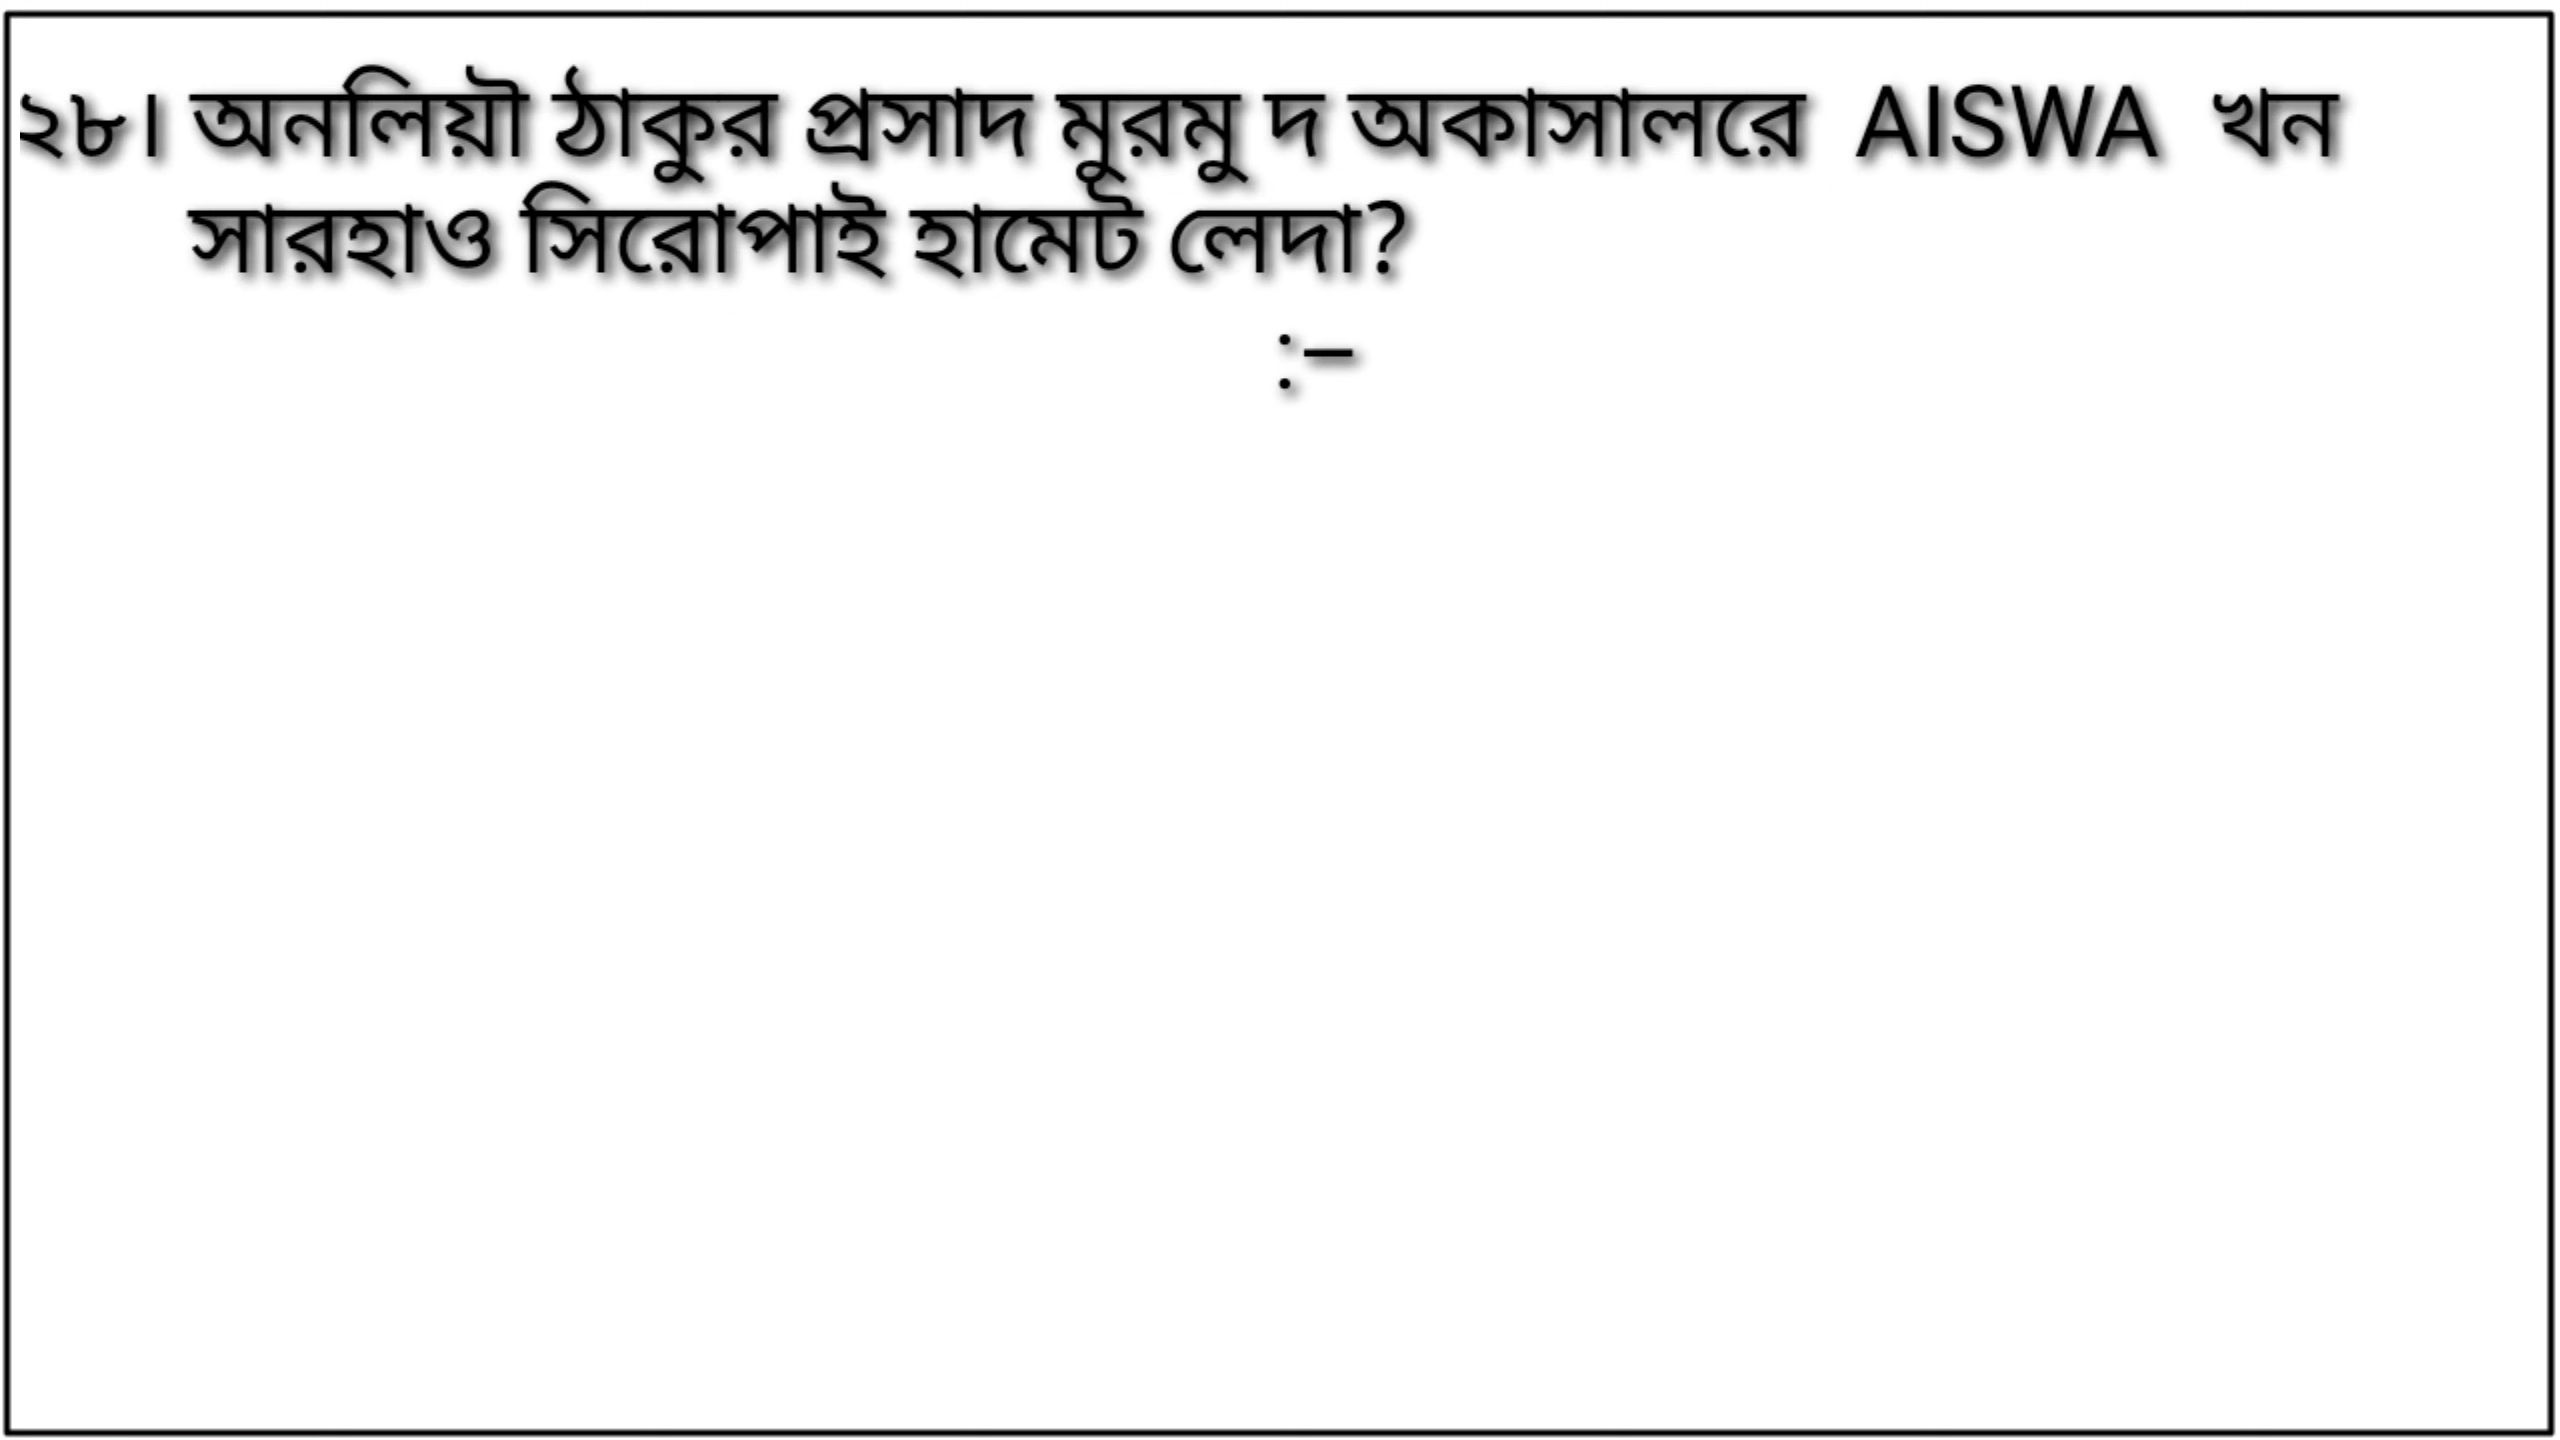 ২৮। অনলিয়ী ঠাকুর প্রসাদ মুরমু দ অকাসালরে AISWA খন
সারহাও সিরোপাই হামেট লেদা?
:–